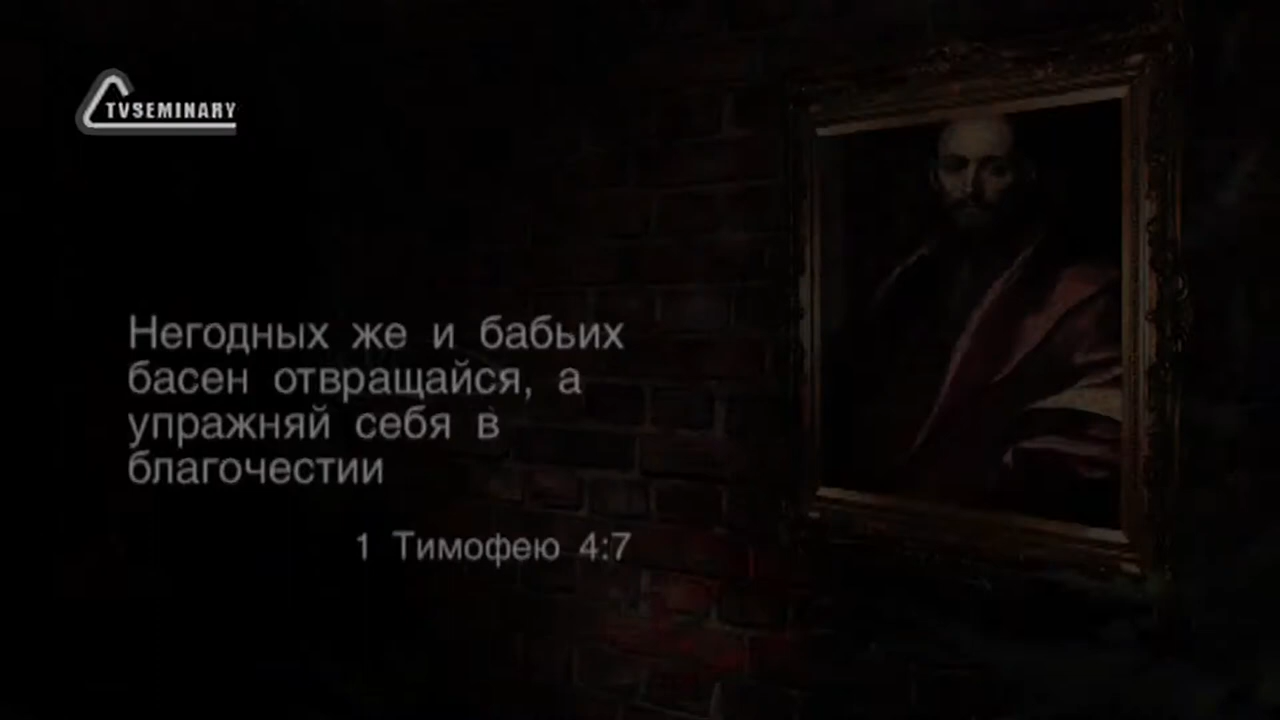 TVSEMINARY
Негодных же и бабьих
басен отвращайся, а
упражняй себя в
благочестии
1 Тимофею 4:7